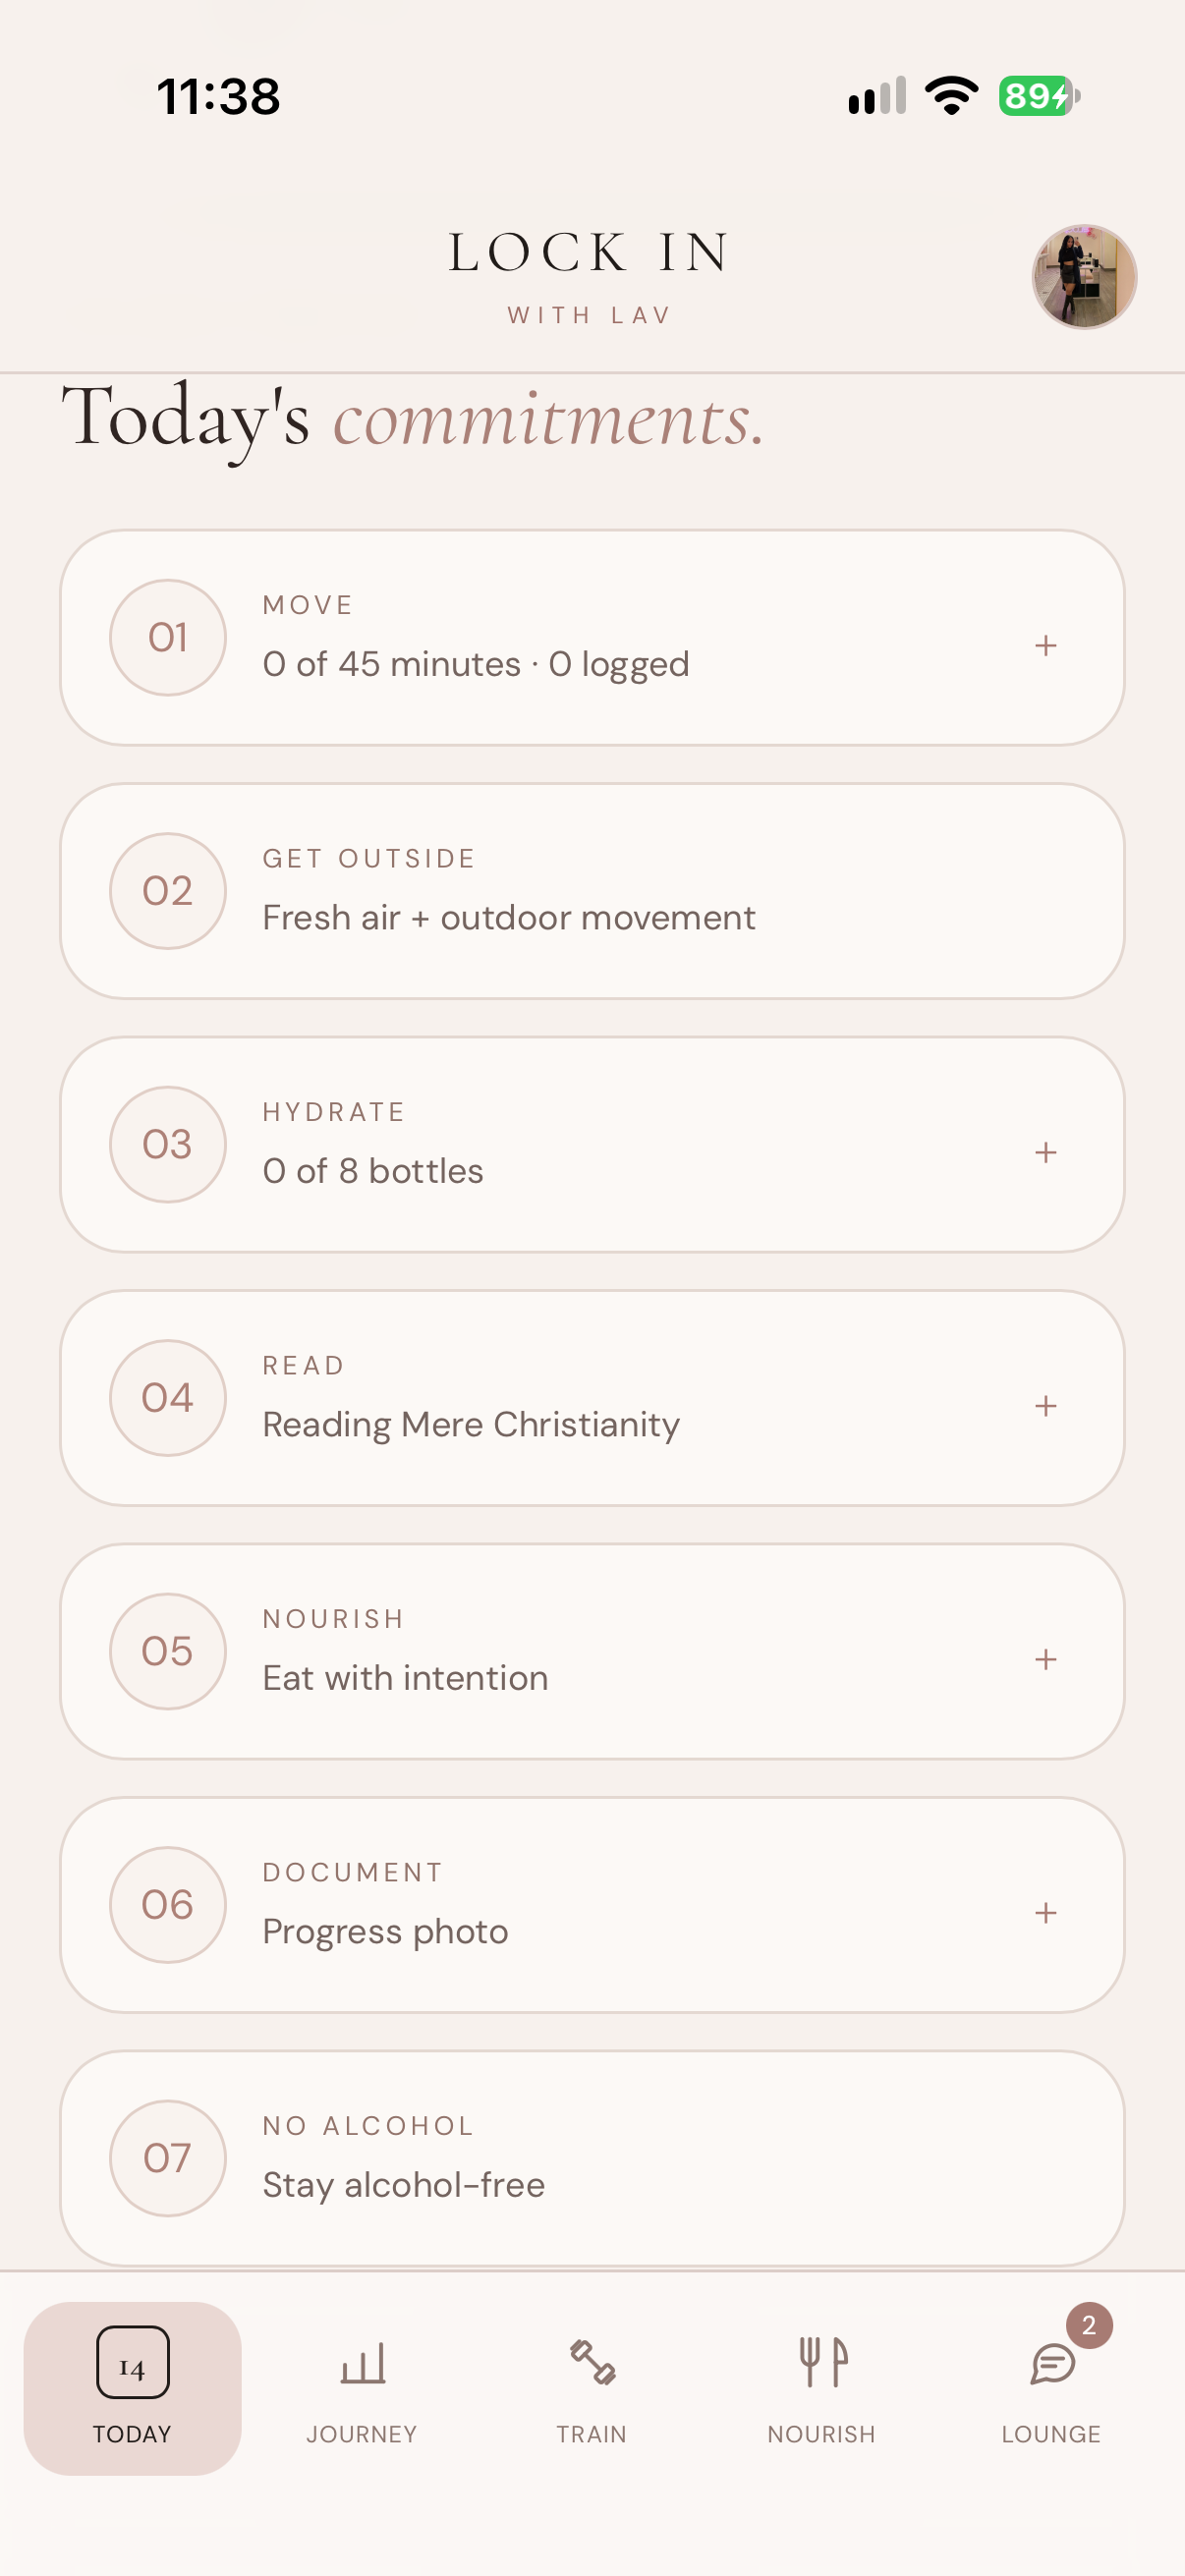 11:38
89
LOCK IN
WITH LAV
Today's commitments.
01
MOVE
0 of 45 minutes · 0 logged
+
02
GET OUTSIDE
Fresh air + outdoor movement
03
HYDRATE
0 of 8 bottles
+
04
READ
Reading Mere Christianity
+
05
NOURISH
Eat with intention
+
06
DOCUMENT
Progress photo
+
07
NO ALCOHOL
Stay alcohol-free
14
2
TODAY
JOURNEY
TRAIN
NOURISH
LOUNGE